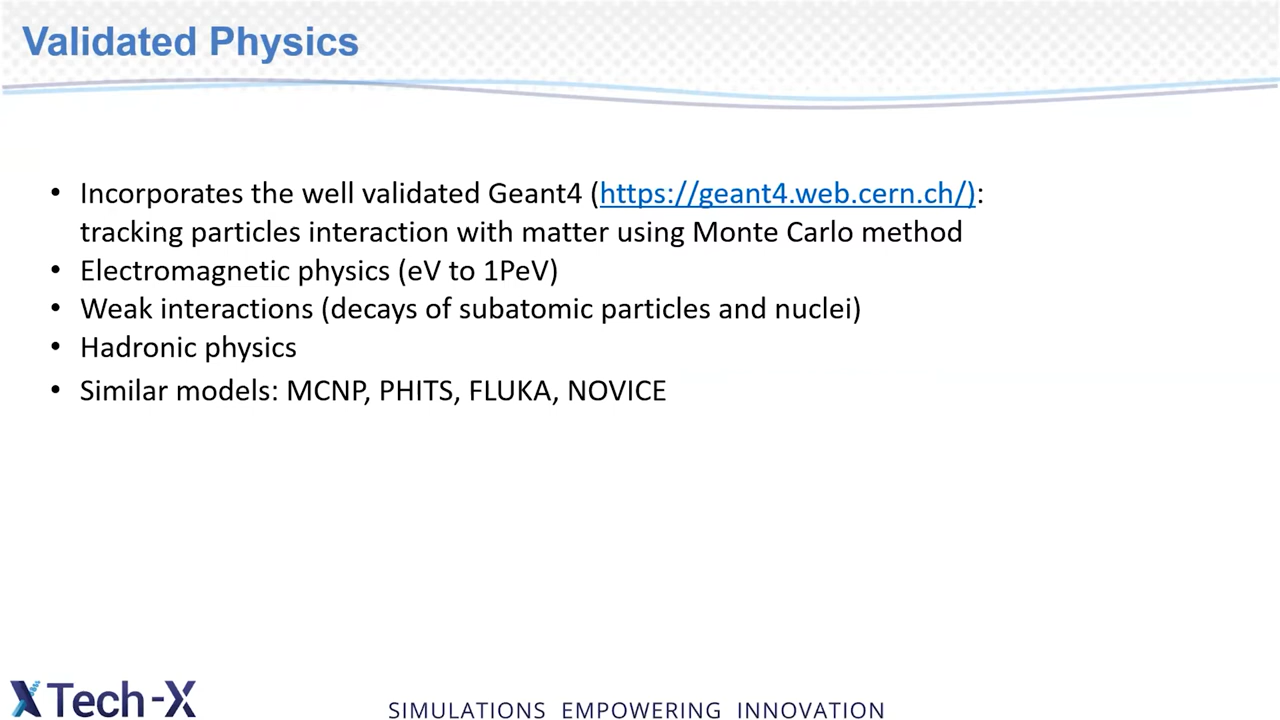 Validated Physics
• Incorporates the well validated Geant4 (https://geant4.web.cern.ch/):
tracking particles interaction with matter using Monte Carlo method
• Electromagnetic physics (eV to 1PeV)
• Weak interactions (decays of subatomic particles and nuclei)
• Hadronic physics
• Similar models: MCNP, PHITS, FLUKA, NOVICE
Tech-X
SIMULATIONS EMPOWERING INNOVATION